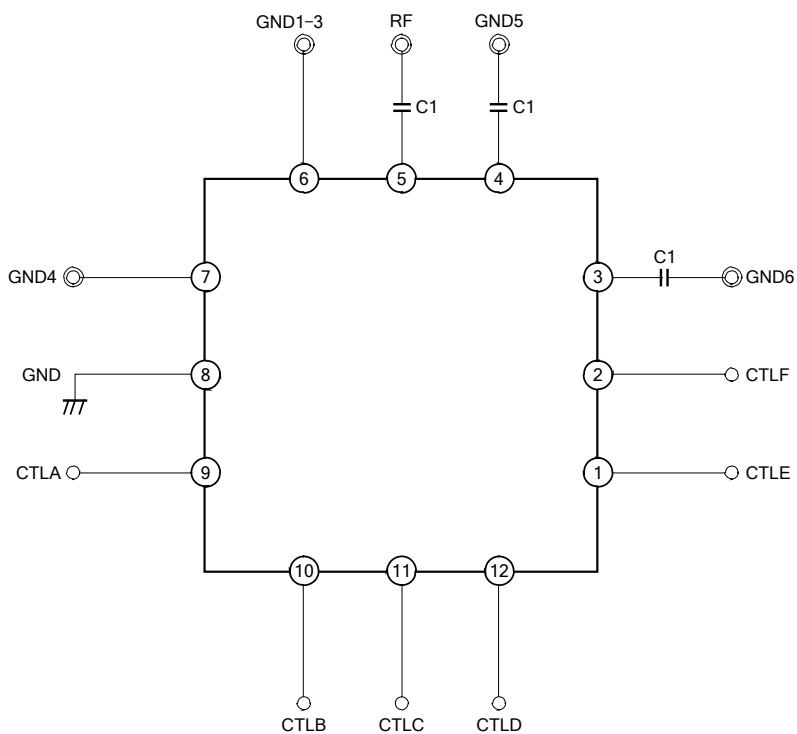 GND1–3
RF
GND5
C1
C1
6
5
4
C1
GND4
7
3
GND6
GND
8
2
CTLF
CTLA
9
1
CTLE
10
11
12
CTLB
CTLC
CTLD